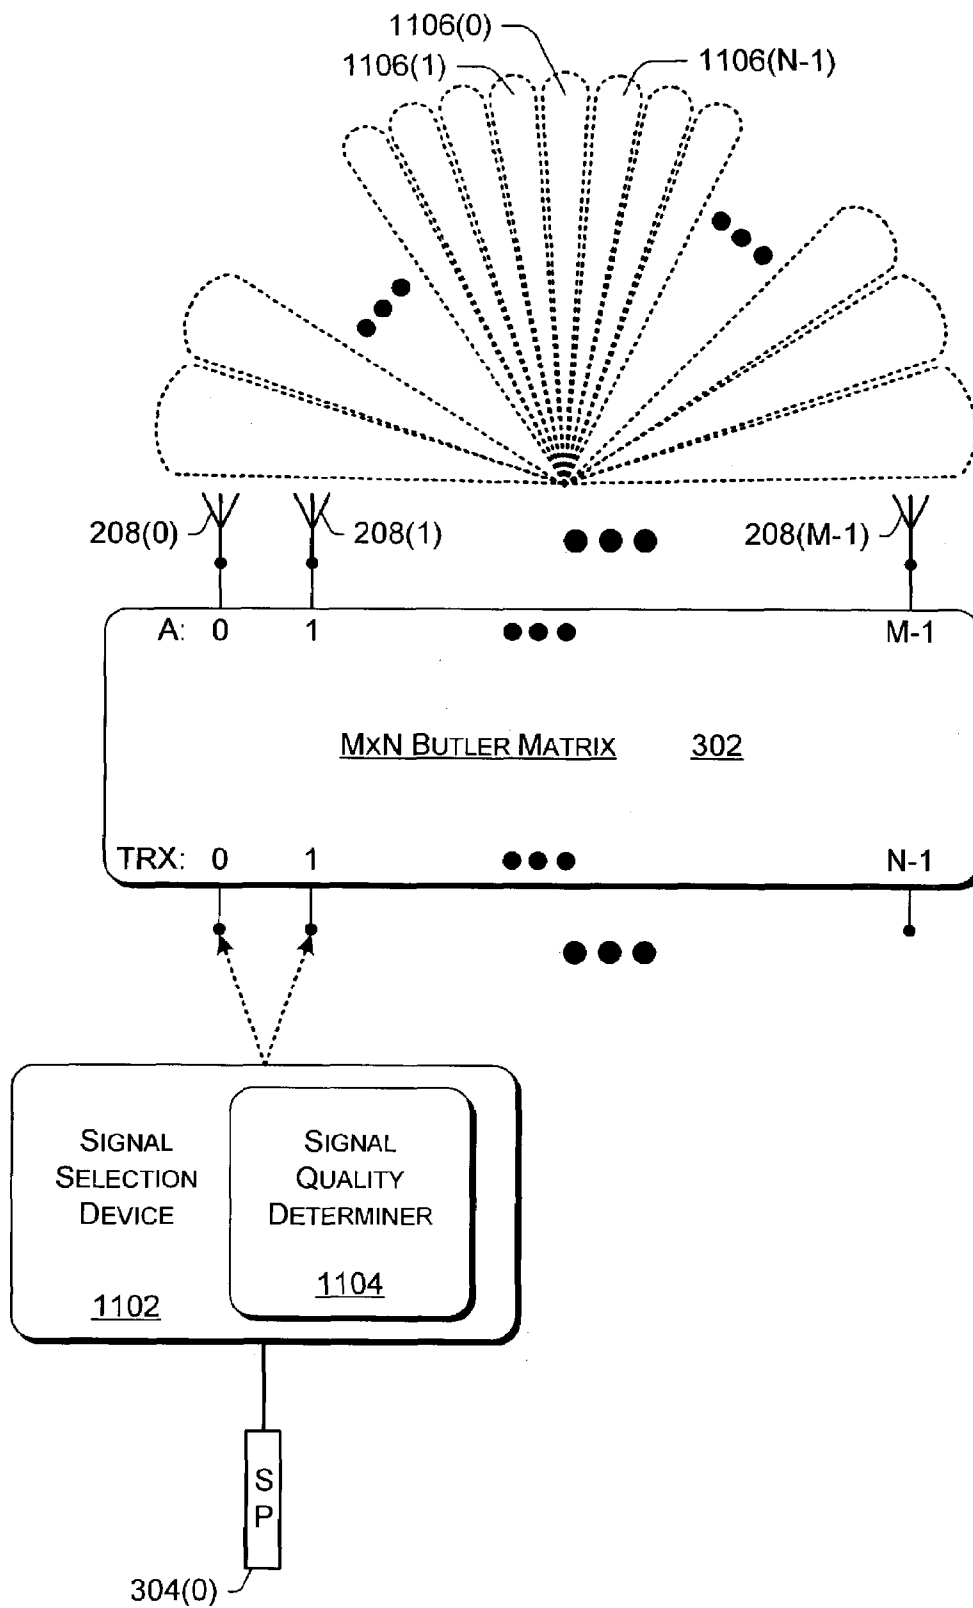 1106(0)
1106(1)
1106(N-1)
208(0)
208(1)
208(M-1)
A: 0 1 M-1
MXN BUTLER MATRIX 302
TRX: 0 1 N-1
SIGNAL
SELECTION
DEVICE
1102
SIGNAL
QUALITY
DETERMINER
1104
S
P
304(0)